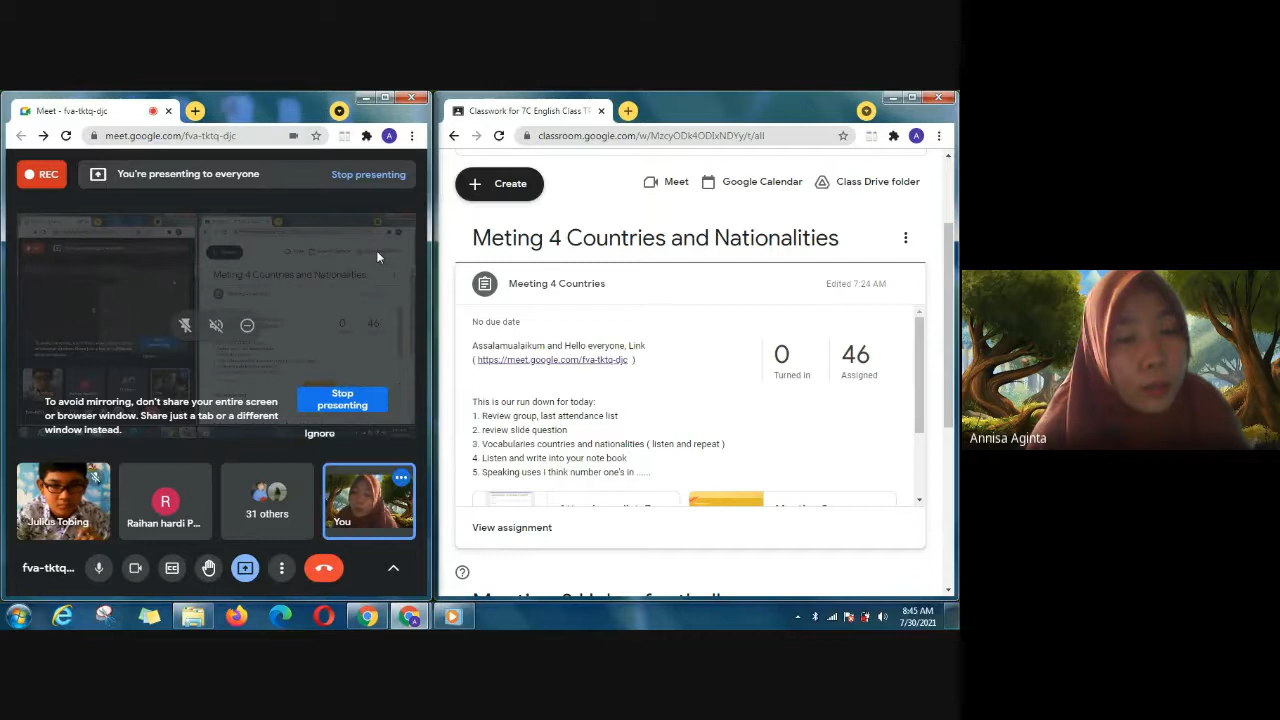 Meet - fva-tktq-djc
meet.google.com/fva-tktq-djc
REC
You're presenting to everyone
Stop presenting
Meting 4 Countries and Nationalities
0
46
To avoid mirroring, don't share your entire screen
or browser window. Share just a tab or a different
window instead.
Stop
presenting
Ignore
Julius Tobing
R
Raihan hardi P...
31 others
You
fva-tktq...
Classwork for 7C English Class TF
classroom.google.com/w/MzcyODk4ODIxNDYy/t/all
A
A
Create
Meet
Google Calendar
Class Drive folder
Meting 4 Countries and Nationalities
Meeting 4 Countries
Edited 7:24 AM
No due date
Assalamualaikum and Hello everyone, Link
( https://meet.google.com/fva-tktq-djc )
0
Turned in
46
Assigned
This is our run down for today:
1. Review group, last attendance list
2. review slide question
3. Vocabularies countries and nationalities ( listen and repeat )
4. Listen and write into your note book
5. Speaking uses I think number one's in ......
View assignment
8:45 AM
7/30/2021
Annisa Aginta